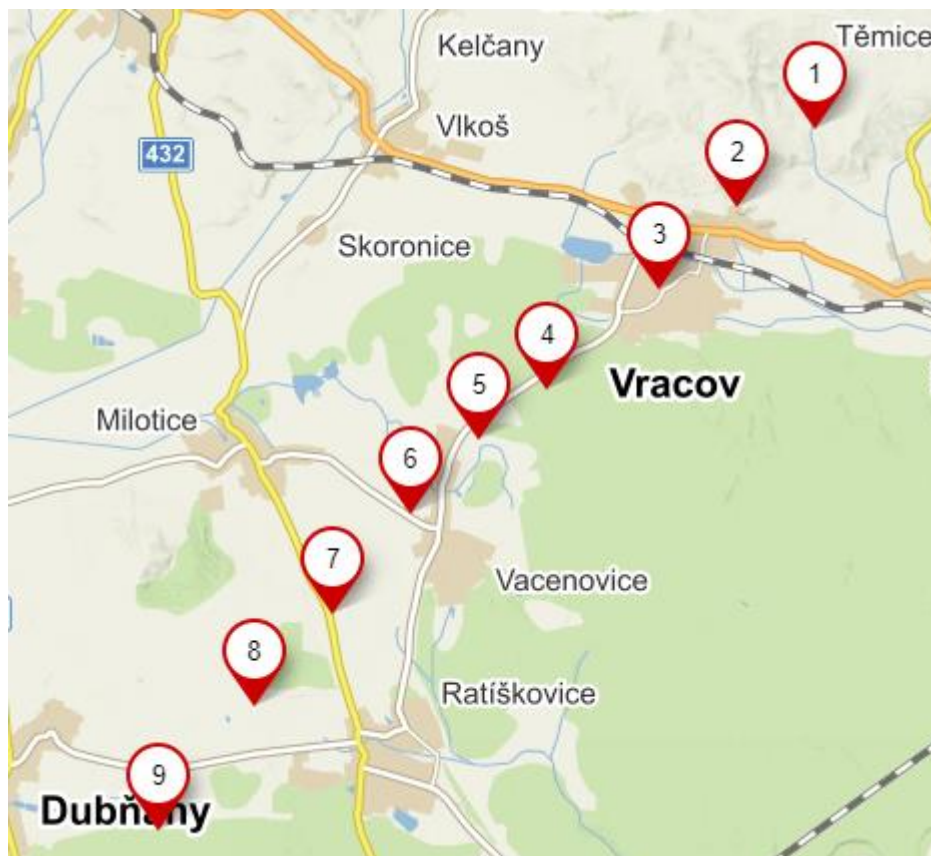 Těmice
Kelčany
1
Vlkoš
432
2
3
Skoronice
4
Vracov
5
Milotice
6
7
Vacenovice
8
Ratíškovice
9
Dubňany